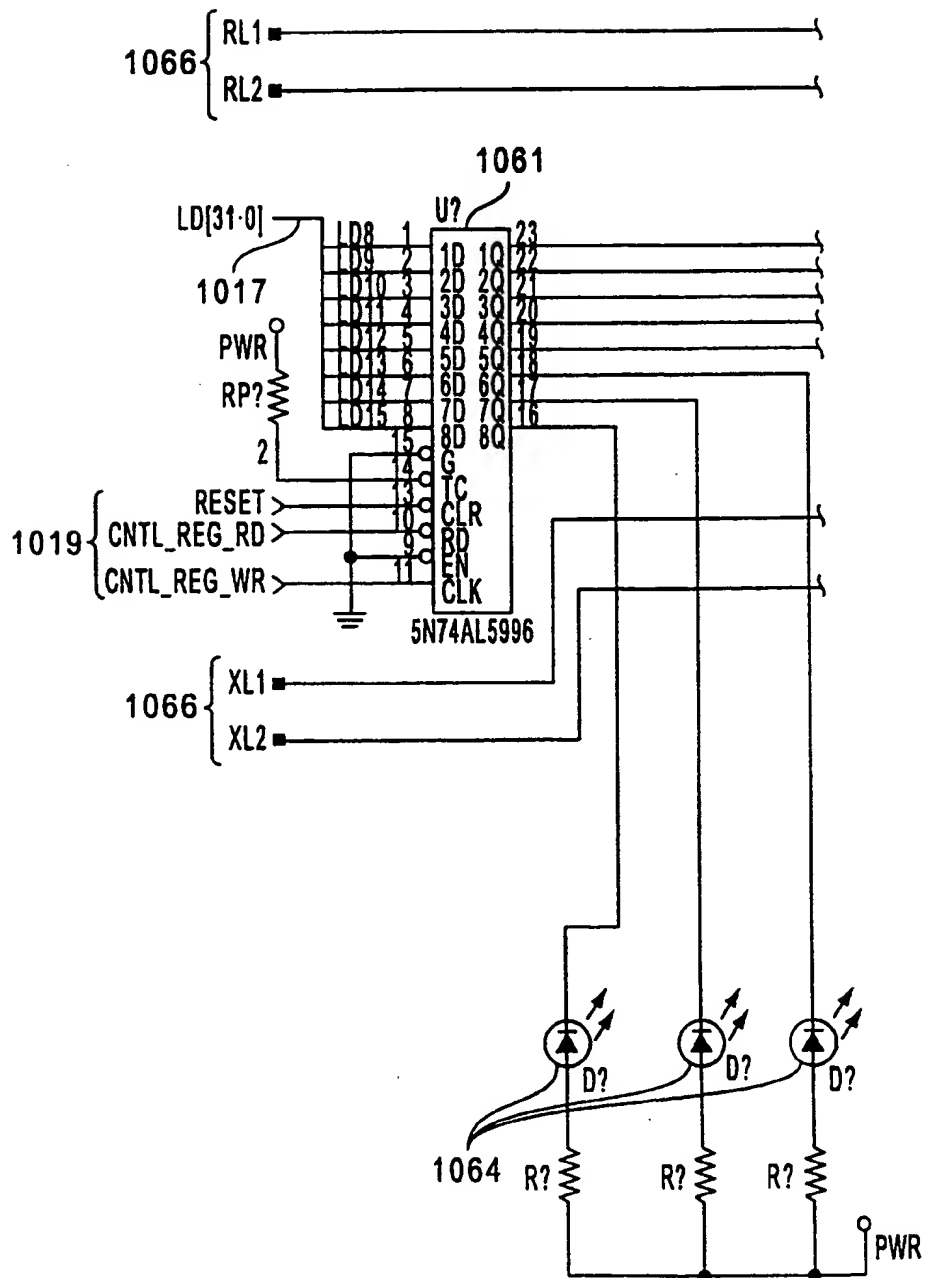 1066
RL1
RL2
1061
U?
LD[31·0]
1017
LD8 1 1D 1Q 23
LD9 2 2D 2Q 22
LD10 3 3D 3Q 21
LD11 4 4D 4Q 20
LD12 5 5D 5Q 19
LD13 6 6D 6Q 18
LD14 7 7D 7Q 17
LD15 8 8D 8Q 16
PWR
RP?
2
15 G
14 TC
1019
RESET 13 CLR
CNTL_REG_RD 10 RD
9 EN
CNTL_REG_WR 11 CLK
5N74AL5996
1066
XL1
XL2
D?
D?
D?
1064
R?
R?
R?
PWR